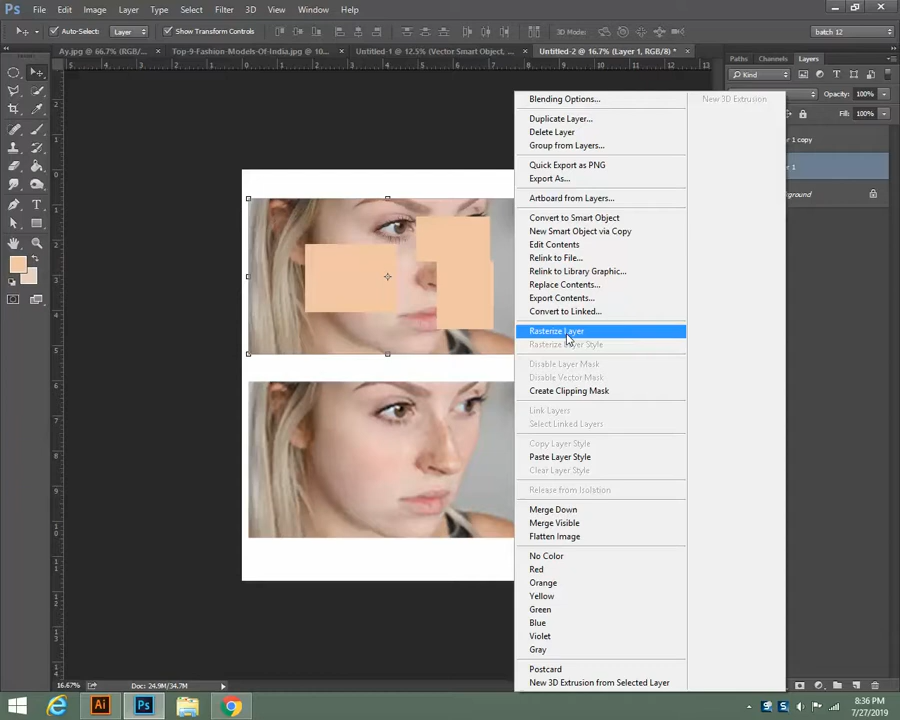 Ps File Edit Image Layer Type Select Filter 3D View Window Help
Auto-Select: Layer Show Transform Controls 3D Mode: batch 12
Ay.jpg @ 66.7% (RGB/... × Top-9-Fashion-Models-Of-India.jpg @ 10... × Untitled-1 @ 12.5% (Vector Smart Object, ... × Untitled-2 @ 16.7% (Layer 1, RGB/8) * ×
Paths Channels Layers
Kind
Opacity: 100%
Fill: 100%
1 copy
1
ground
Blending Options...
New 3D Extrusion
Duplicate Layer...
Delete Layer
Group from Layers...
Quick Export as PNG
Export As...
Artboard from Layers...
Convert to Smart Object
New Smart Object via Copy
Edit Contents
Relink to File...
Relink to Library Graphic...
Replace Contents...
Export Contents...
Convert to Linked...
Rasterize Layer
Rasterize Layer Style
Disable Layer Mask
Disable Vector Mask
Create Clipping Mask
Link Layers
Select Linked Layers
Copy Layer Style
Paste Layer Style
Clear Layer Style
Release from Isolation
Merge Down
Merge Visible
Flatten Image
No Color
Red
Orange
Yellow
Green
Blue
Violet
Gray
Postcard
New 3D Extrusion from Selected Layer
16.67% Doc: 24.9M/34.7M
Ai Ps
8:36 PM
7/27/2019